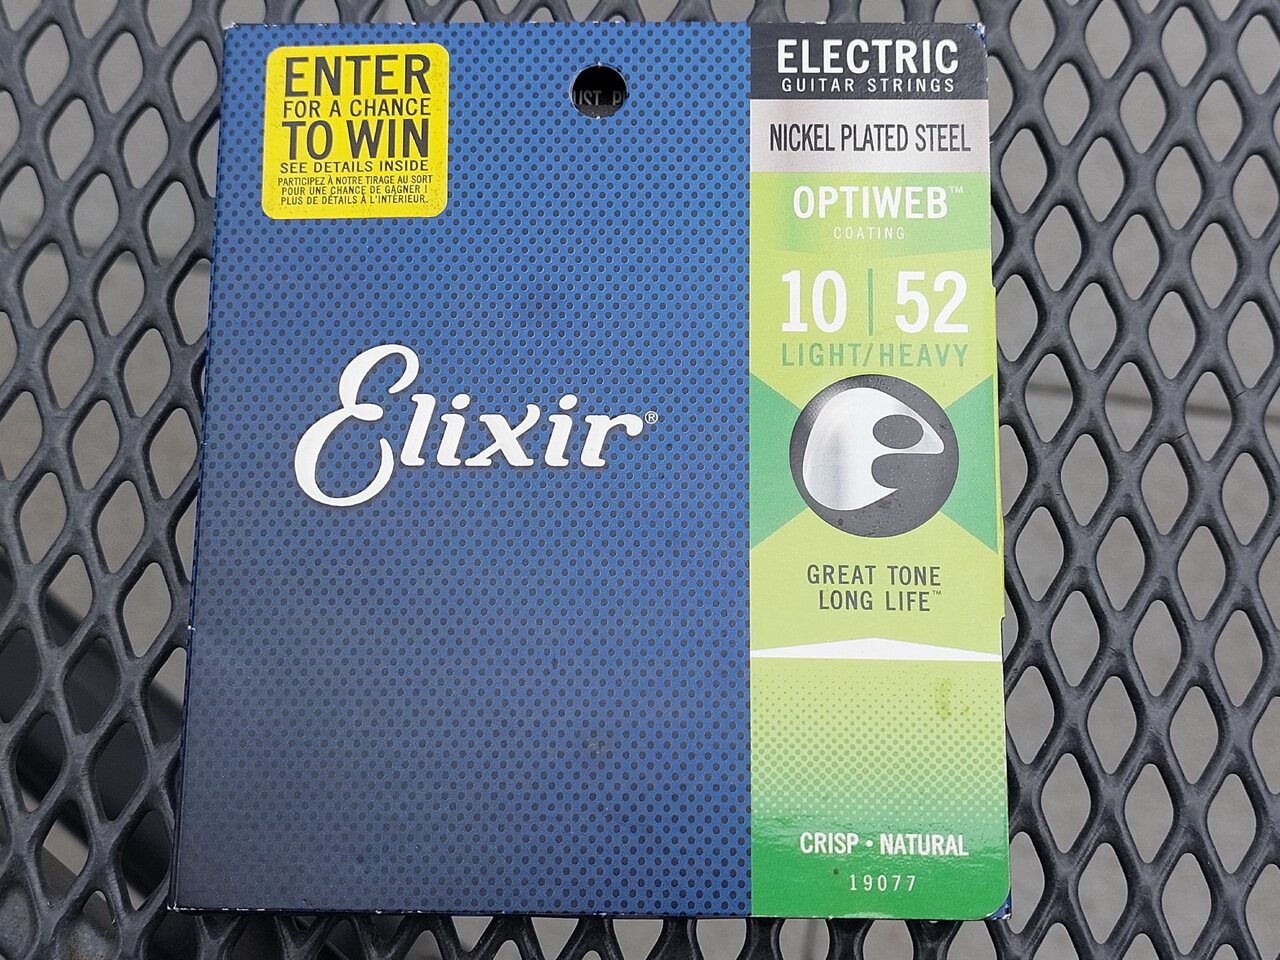 ENTER
FOR A CHANCE
TO WIN
SEE DETAILS INSIDE
PARTICIPEZ À NOTRE TIRAGE AU SORT
POUR UNE CHANCE DE GAGNER !
PLUS DE DÉTAILS À L'INTÉRIEUR.
UST
Elixir®
ELECTRIC
GUITAR STRINGS
NICKEL PLATED STEEL
OPTIWEB™
COATING
10 | 52
LIGHT/HEAVY
GREAT TONE
LONG LIFE™
CRISP • NATURAL
19077